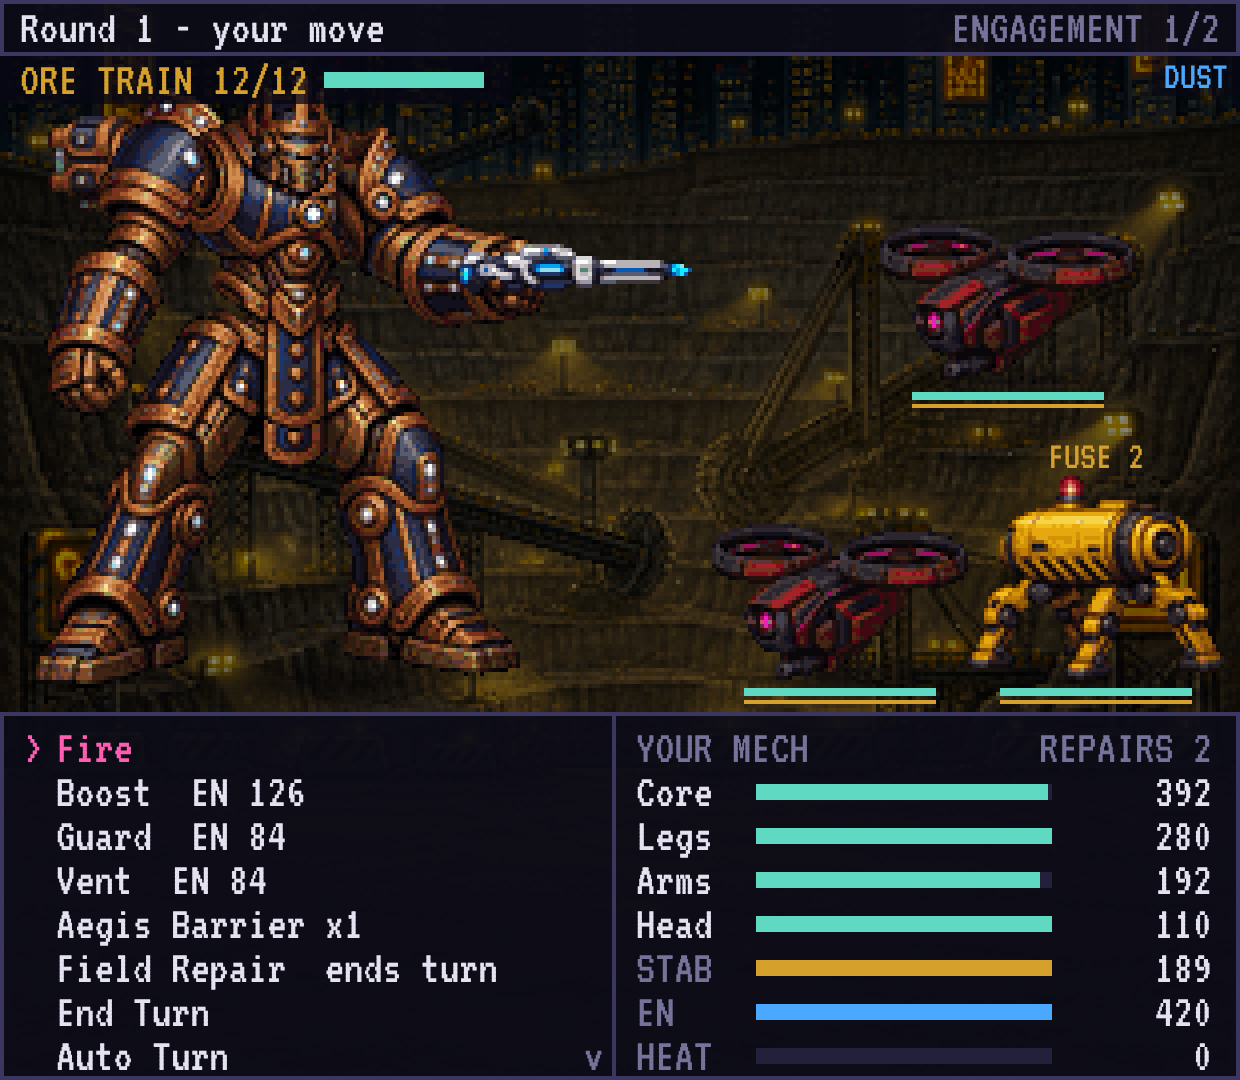 Round 1 - your move
ENGAGEMENT 1/2
ORE TRAIN 12/12
DUST
FUSE 2
> Fire
Boost EN 126
Guard EN 84
Vent EN 84
Aegis Barrier x1
Field Repair ends turn
End Turn
Auto Turn v
YOUR MECH REPAIRS 2
Core 392
Legs 280
Arms 192
Head 110
STAB 189
EN 420
HEAT 0